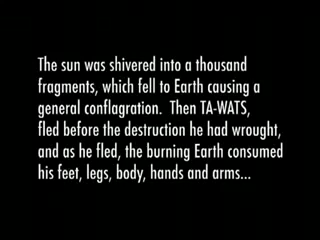 The sun was shivered into a thousand
fragments, which fell to Earth causing a
general conflagration. Then TA-WATS,
fled before the destruction he had wrought,
and as he fled, the burning Earth consumed
his feet, legs, body, hands and arms...